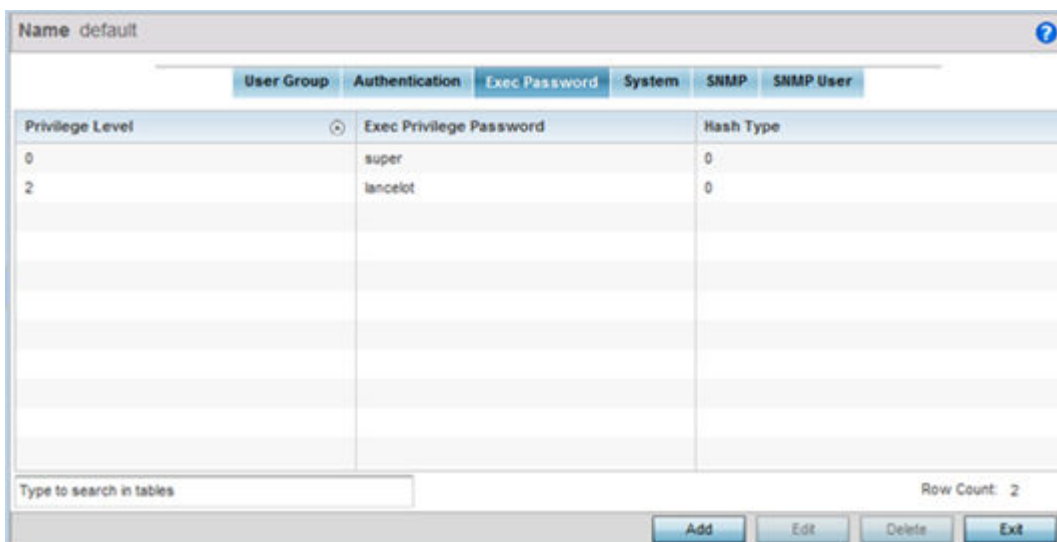 Name default
User Group Authentication Exec Password System SNMP SNMP User
Privilege Level Exec Privilege Password Hash Type
0 super 0
2 lancelot 0
Type to search in tables Row Count: 2
Add Edit Delete Exit